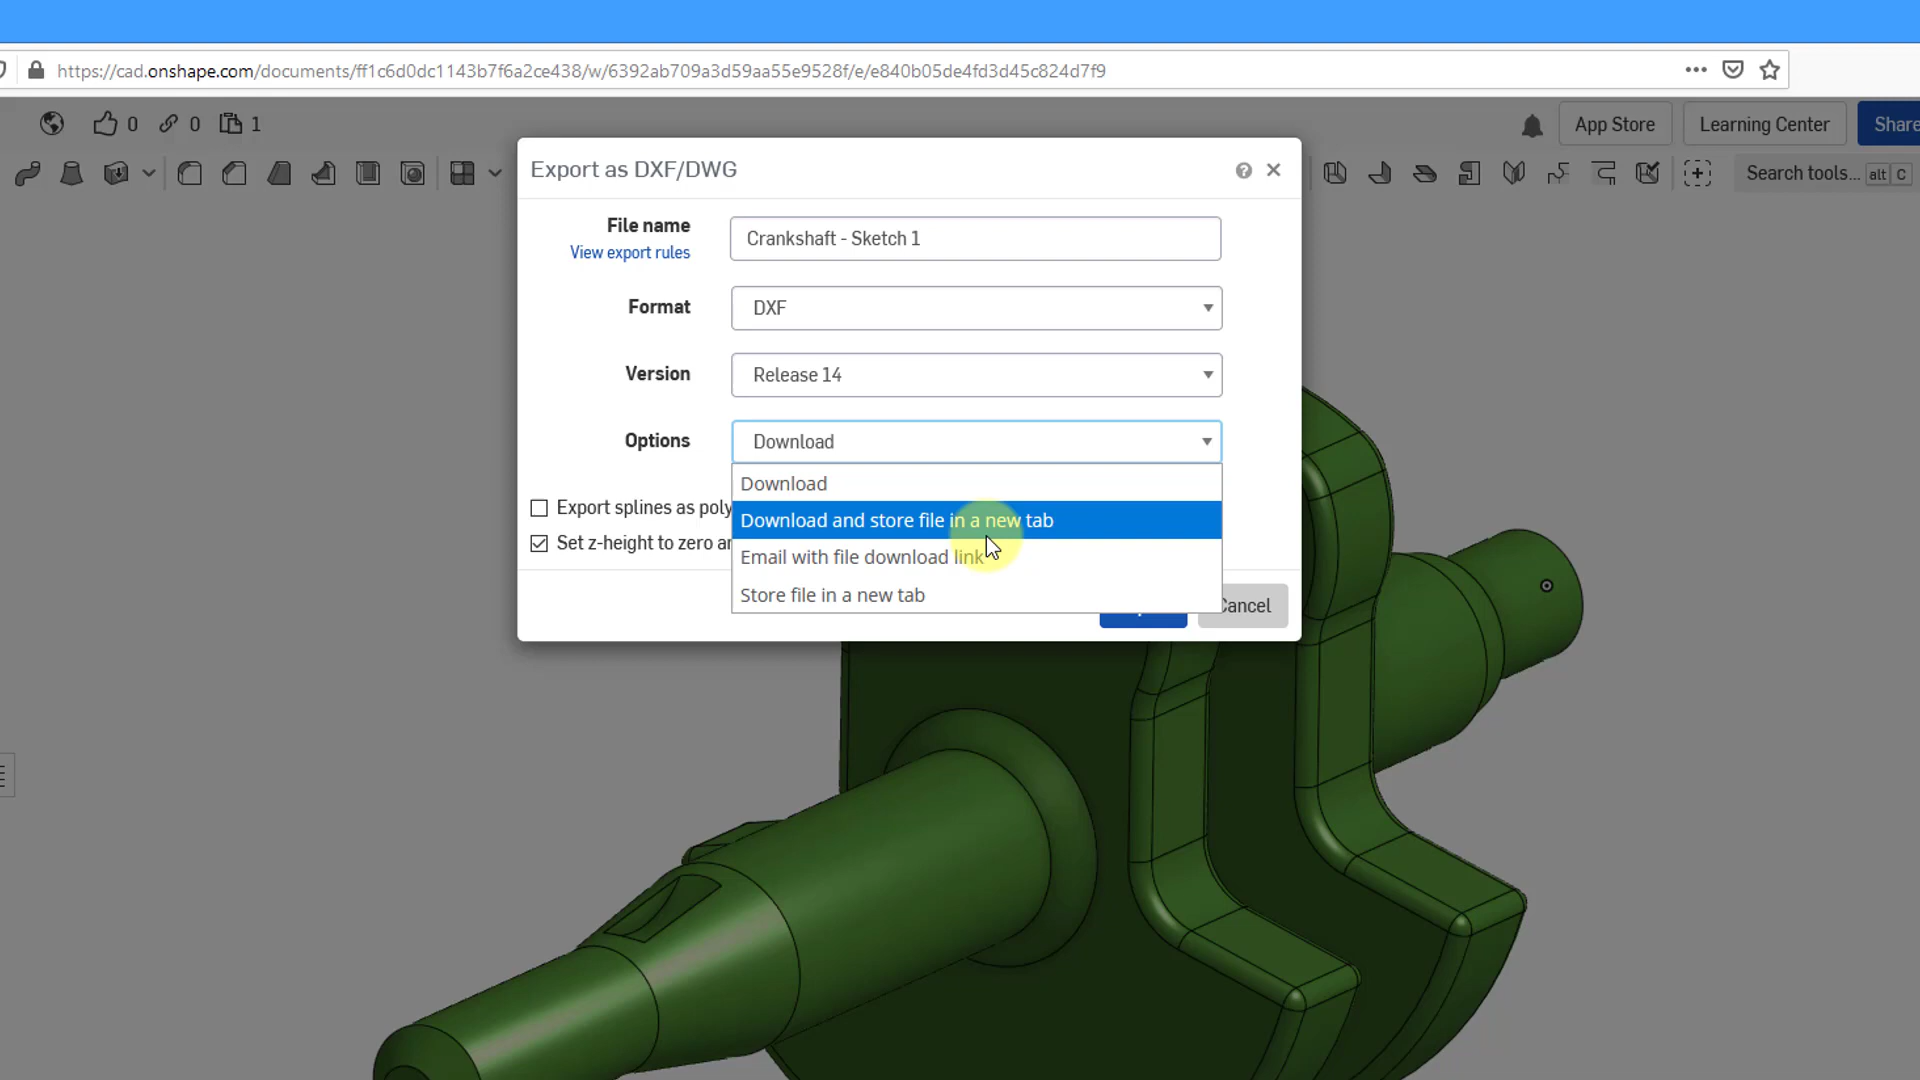 https://cad.onshape.com/documents/ff1c6d0dc1143b7f6a2ce438/w/6392ab709a3d59aa55e9528f/e/e840b05de4fd3d45c824d7f9
0 0 1 App Store Learning Center Share
Search tools... alt C
Export as DXF/DWG
File name Crankshaft - Sketch 1
View export rules
Format DXF
Version Release 14
Options Download
Download
Export splines as poly
Download and store file in a new tab
Set z-height to zero
Email with file download link
Store file in a new tab
Cancel